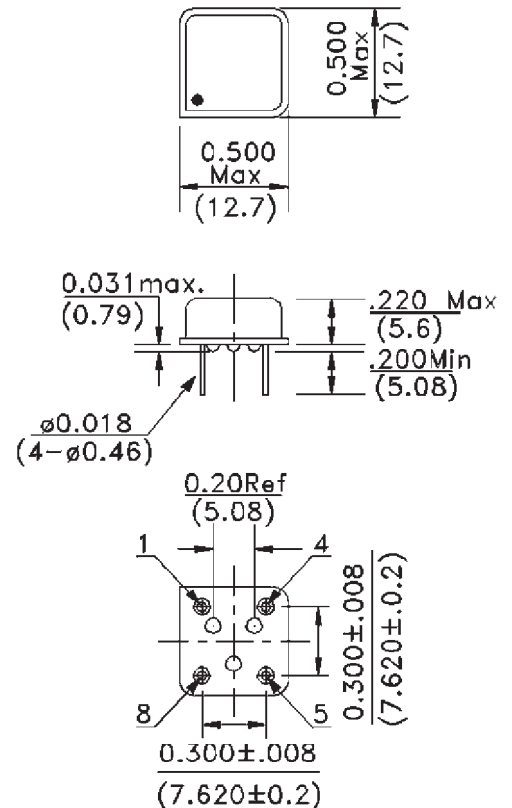 0.500
Max
(12.7)
0.500
Max
(12.7)
0.031max.
(0.79)
.220 Max
(5.6)
.200Min
(5.08)
ø0.018
(4-ø0.46)
0.20Ref
(5.08)
1
4
8
5
0.300±.008
(7.620±.0.2)
0.300±.008
(7.620±0.2)